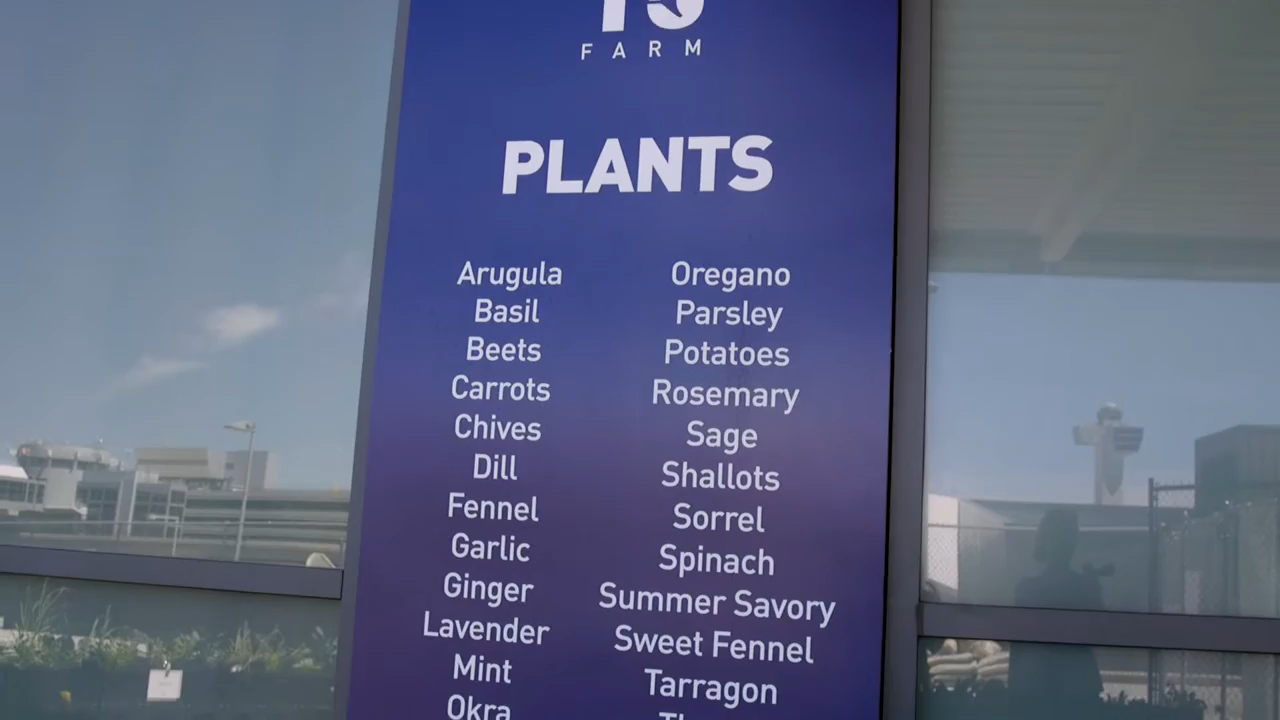 T5
FARM
PLANTS
Arugula
Basil
Beets
Carrots
Chives
Dill
Fennel
Garlic
Ginger
Lavender
Mint
Okra
Oregano
Parsley
Potatoes
Rosemary
Sage
Shallots
Sorrel
Spinach
Summer Savory
Sweet Fennel
Tarragon